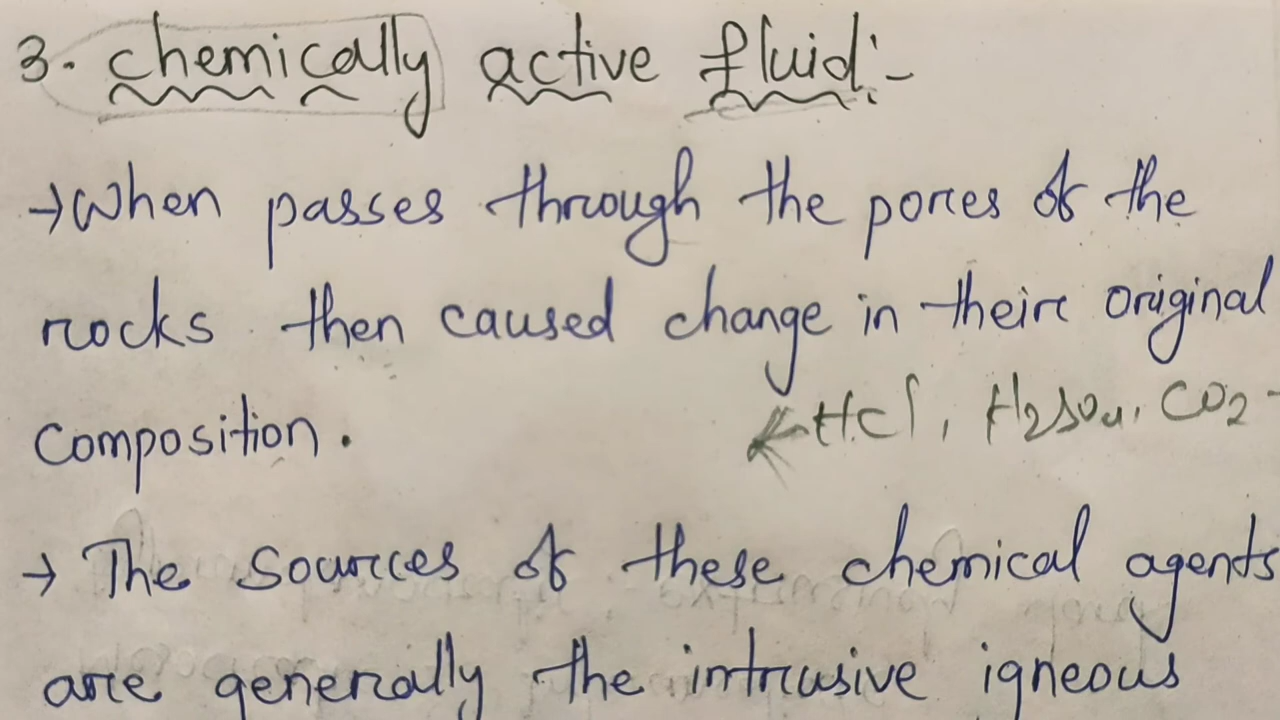 3. chemically active fluid:-
→ When passes through the pores of the
rocks then caused change in their original
composition.
← HCl, H2SO4, CO2
→ The sources of these chemical agents
are generally the intrusive igneous